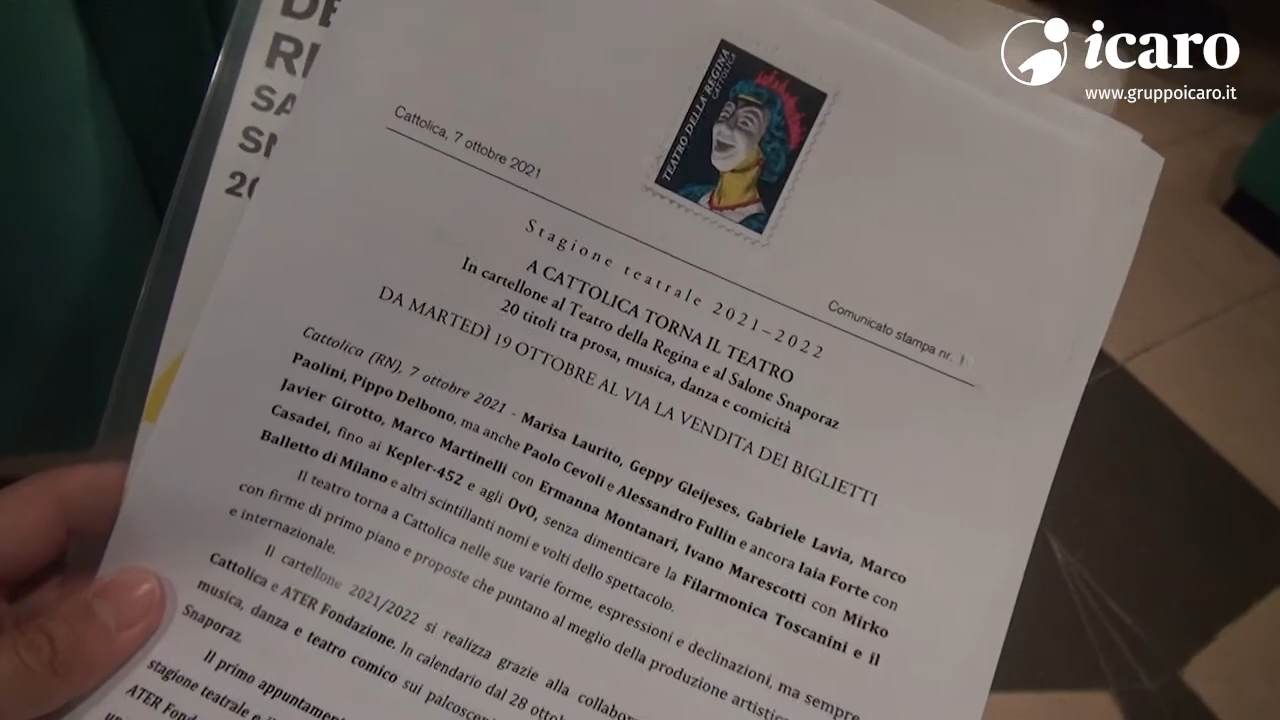 icaro
www.gruppoicaro.it
SA
20
TEATRO DELLA REGINA
CATTOLICA
Cattolica, 7 ottobre 2021
Comunicato stampa nr.
Stagione teatrale 2021–2022
A CATTOLICA TORNA IL TEATRO
In cartellone al Teatro della Regina e al Salone Snaporaz
20 titoli tra prosa, musica, danza e comicità
DA MARTEDÌ 19 OTTOBRE AL VIA LA VENDITA DEI BIGLIETTI
Cattolica (RN), 7 ottobre 2021 - Marisa Laurito, Geppy Gleijeses, Gabriele Lavia, Marco
Paolini, Pippo Delbono, ma anche Paolo Cevoli e Alessandro Fullin e ancora Iaia Forte con
Javier Girotto, Marco Martinelli con Ermanna Montanari, Ivano Marescotti con Mirko
Casadei, fino ai Kepler-452 e agli OvO, senza dimenticare la Filarmonica Toscanini e il
Balletto di Milano e altri scintillanti nomi e volti dello spettacolo.
Il teatro torna a Cattolica nelle sue varie forme, espressioni e declinazioni, ma sempre
con firme di primo piano e proposte che puntano al meglio della produzione artistic
e internazionale.
Il cartellone 2021/2022 si realizza grazie alla collabor
Cattolica e ATER Fondazione. In calendario dal 28 otto
musica, danza e teatro comico sui palcoscen
Snaporaz.
Il primo appuntamen
stagione teatrale e
ATER Fond